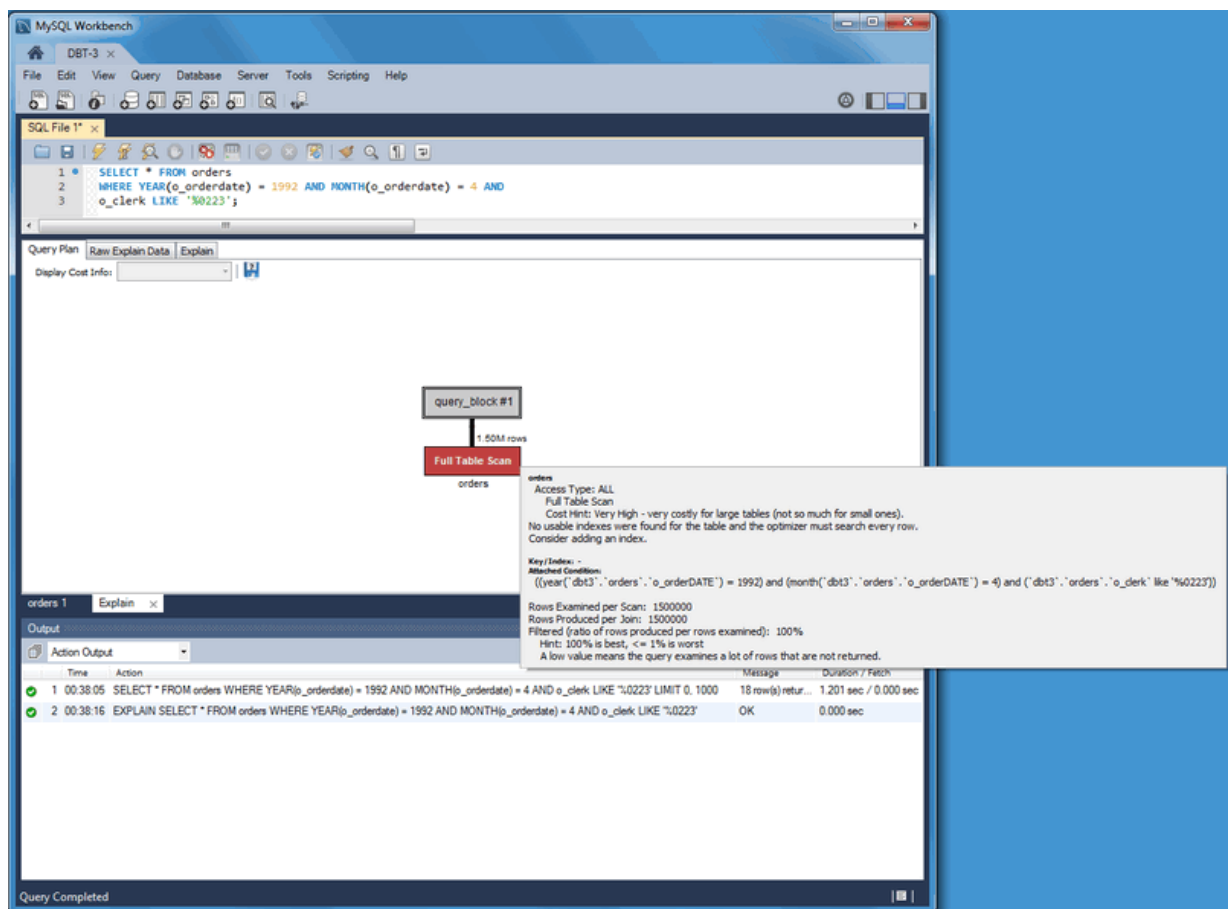 MySQL Workbench
DBT-3
File Edit View Query Database Server Tools Scripting Help
SQL File 1*
1 SELECT * FROM orders
2 WHERE YEAR(o_orderdate) = 1992 AND MONTH(o_orderdate) = 4 AND
3 o_clerk LIKE '%0223';
Query Plan Raw Explain Data Explain
Display Cost Info:
query_block #1
1.50M rows
Full Table Scan
orders
orders
Access Type: ALL
Full Table Scan
Cost Hint: Very High - very costly for large tables (not so much for small ones).
No usable indexes were found for the table and the optimizer must search every row.
Consider adding an index.
Key/Index: -
Attached Condition:
((year(`dbt3`.`orders`.`o_orderDATE`) = 1992) and (month(`dbt3`.`orders`.`o_orderDATE`) = 4) and (`dbt3`.`orders`.`o_clerk` like '%0223'))
Rows Examined per Scan: 1500000
Rows Produced per Join: 1500000
Filtered (ratio of rows produced per rows examined): 100%
Hint: 100% is best, <= 1% is worst
A low value means the query examines a lot of rows that are not returned.
orders 1 Explain
Output
Action Output
Time Action Message Duration / Fetch
1 00:38:05 SELECT * FROM orders WHERE YEAR(o_orderdate) = 1992 AND MONTH(o_orderdate) = 4 AND o_clerk LIKE '%0223' LIMIT 0, 1000 18 row(s) retur... 1.201 sec / 0.000 sec
2 00:38:16 EXPLAIN SELECT * FROM orders WHERE YEAR(o_orderdate) = 1992 AND MONTH(o_orderdate) = 4 AND o_clerk LIKE '%0223' OK 0.000 sec
Query Completed